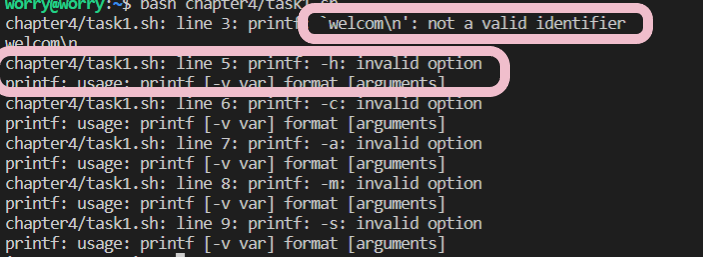 worry@worry:~$ bash chapter4/task1.sh
chapter4/task1.sh: line 3: printf `welcom\n': not a valid identifier
welcom\n
chapter4/task1.sh: line 5: printf: -h: invalid option
printf: usage: printf [-v var] format [arguments]
chapter4/task1.sh: line 6: printf: -c: invalid option
printf: usage: printf [-v var] format [arguments]
chapter4/task1.sh: line 7: printf: -a: invalid option
printf: usage: printf [-v var] format [arguments]
chapter4/task1.sh: line 8: printf: -m: invalid option
printf: usage: printf [-v var] format [arguments]
chapter4/task1.sh: line 9: printf: -s: invalid option
printf: usage: printf [-v var] format [arguments]